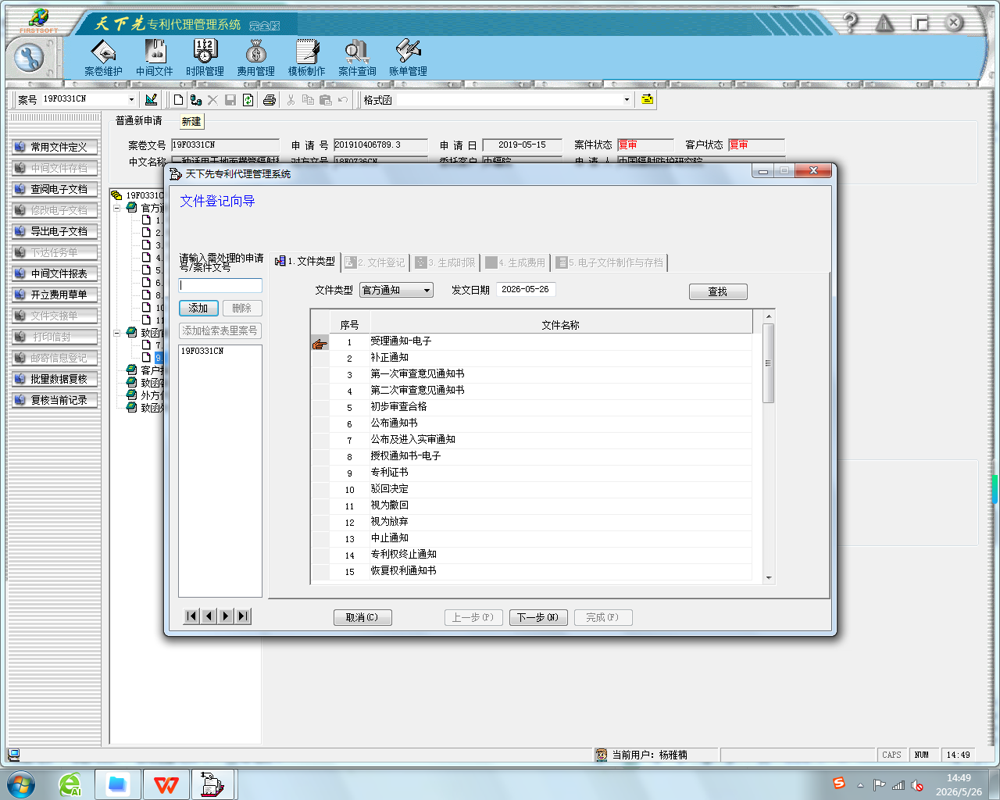 FIRSTSOFT
天下先专利代理管理系统 完全版
案卷维护 中间文件 时限管理 费用管理 模板制作 案件查询 账单管理
案号 19F0331CN 格式函
普通新申请 新建
案卷文号 19F0331CN 申 请 号 201910406789.3 申 请 日 2019-05-15 案件状态 复审 客户状态 复审
中文名称 一种适用于地面摆管辐射 对方文号 18F0736CN 委托客户 中辐院 申 请 人 中国辐射防护研究院
常用文件定义
中间文件存档
查阅电子文档
修改电子文档
导出电子文档
下达任务单
中间文件报表
开立费用草单
文件交接单
打印信封
邮寄信息登记
批量数据复核
复核当前记录
19F0331C
官方通
1.
2.
3.
4.
5.
6.
8.
10
11
致函官
7.
9.
客户扌
致函客
外方亻
致函外
天下先专利代理管理系统
文件登记向导
请输入需处理的申请号/案件文号
添加 删除
添加检索表里案号
19F0331CN
1. 文件类型 2. 文件登记 3. 生成时限 4. 生成费用 5. 电子文件制作与存档
文件类型 官方通知 发文日期 2026-05-26 查找
序号 文件名称
1 受理通知-电子
2 补正通知
3 第一次审查意见通知书
4 第二次审查意见通知书
5 初步审查合格
6 公布通知书
7 公布及进入实审通知
8 授权通知书-电子
9 专利证书
10 驳回决定
11 视为撤回
12 视为放弃
13 中止通知
14 专利权终止通知
15 恢复权利通知书
取消(C) 上一步(P) 下一步(N) 完成(F)
当前用户: 杨雅楠 CAPS NUM 14:49
14:49
2026/5/26